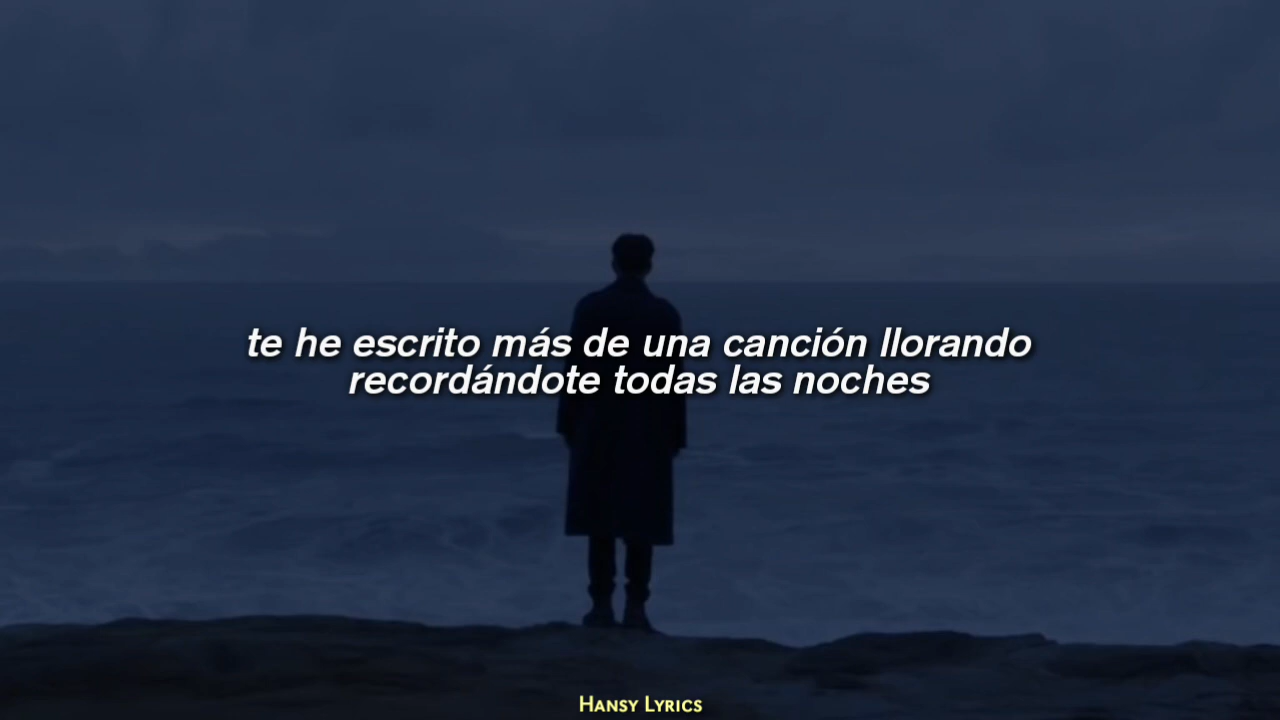 te he escrito más de una canción llorando
recordándote todas las noches
Hansy Lyrics